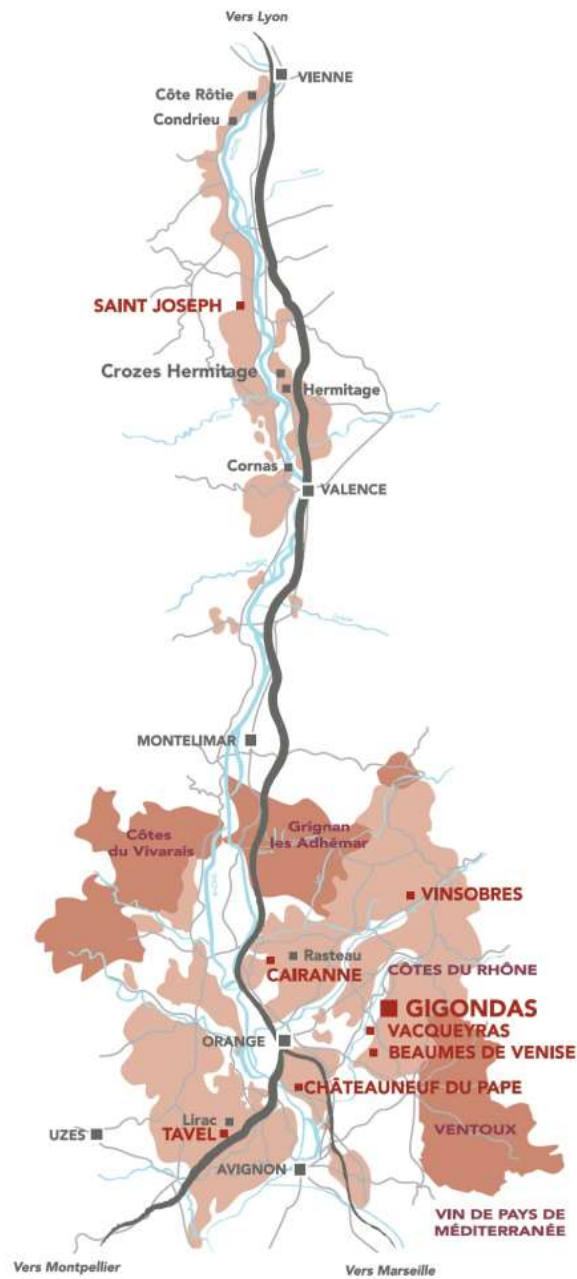 Vers Lyon
VIENNE
Côte Rôtie
Condrieu
SAINT JOSEPH
Crozes Hermitage
Hermitage
Cornas
VALENCE
MONTELIMAR
Côtes
du Vivarais
Grignan
les Adhémar
VINSOBRES
Rasteau
CAIRANNE
CÔTES DU RHÔNE
GIGONDAS
VACQUEYRAS
ORANGE
BEAUMES DE VENISE
CHÂTEAUNEUF DU PAPE
Lirac
UZES
TAVEL
VENTOUX
AVIGNON
VIN DE PAYS DE
MÉDITERRANÉE
Vers Montpellier
Vers Marseille